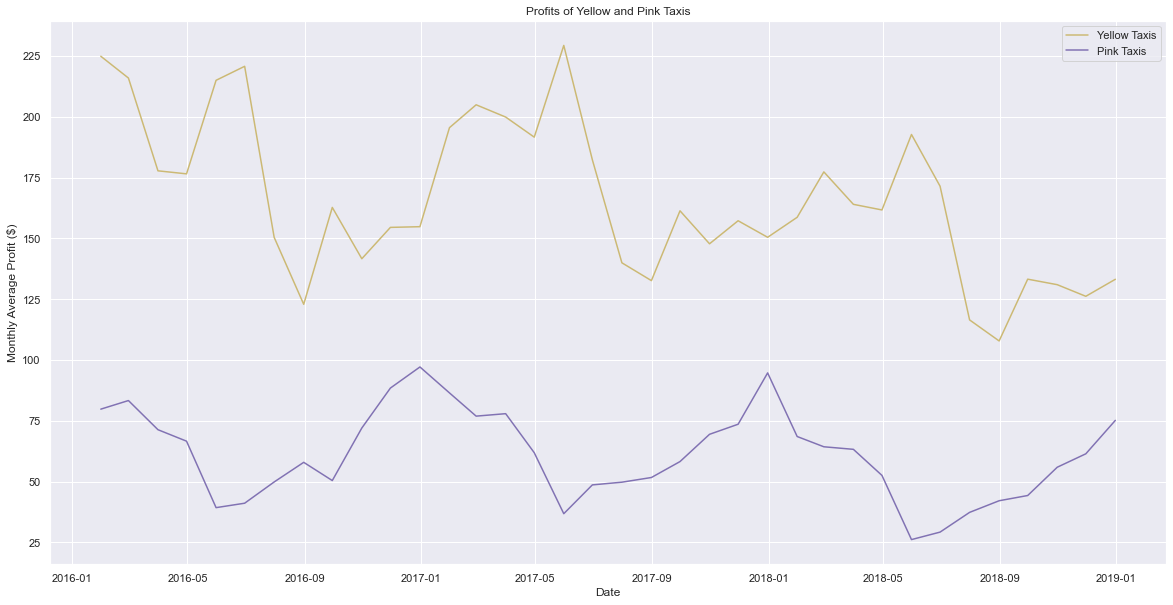 Profits of Yellow and Pink Taxis
Yellow Taxis
Pink Taxis
Monthly Average Profit ($)
225
200
175
150
125
100
75
50
25
2016-01 2016-05 2016-09 2017-01 2017-05 2017-09 2018-01 2018-05 2018-09 2019-01
Date